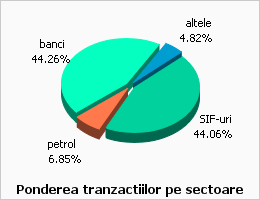 altele
4.82%
banci
44.26%
SIF-uri
44.06%
petrol
6.85%
Ponderea tranzactiilor pe sectoare